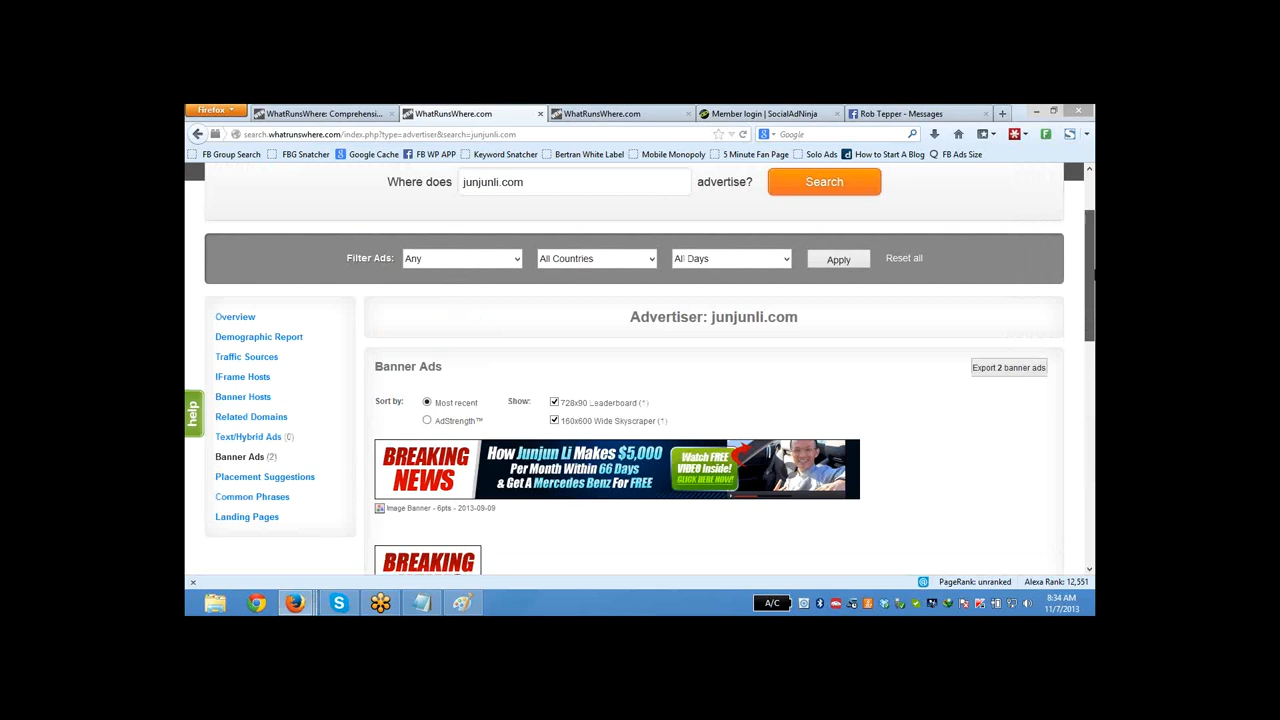 Firefox
WhatRunsWhere: Comprehensi...
WhatRunsWhere.com
WhatRunsWhere.com
Member login | SocialAdNinja
Rob Tepper - Messages
search.whatrunswhere.com/index.php?type=advertiser&search=junjunli.com
Google
FB Group Search
FBG Snatcher
Google Cache
FB WP APP
Keyword Snatcher
Bertran White Label
Mobile Monopoly
5 Minute Fan Page
Solo Ads
How to Start A Blog
FB Ads Size
Where does junjunli.com advertise? Search
Filter Ads: Any All Countries All Days Apply Reset all
Overview
Demographic Report
Traffic Sources
IFrame Hosts
Banner Hosts
Related Domains
Text/Hybrid Ads (0)
Banner Ads (2)
Placement Suggestions
Common Phrases
Landing Pages
help
Advertiser: junjunli.com
Banner Ads
Export 2 banner ads
Sort by: Most recent Show: 728x90 Leaderboard (1)
AdStrength™ 160x600 Wide Skyscraper (1)
BREAKING
NEWS
How Junjun Li Makes $5,000
Per Month Within 66 Days
& Get A Mercedes Benz For FREE
Watch FREE
VIDEO Inside!
CLICK HERE NOW!
Image Banner - 6pts - 2013-09-09
BREAKING
PageRank: unranked
Alexa Rank: 12,551
A/C
8:34 AM
11/7/2013